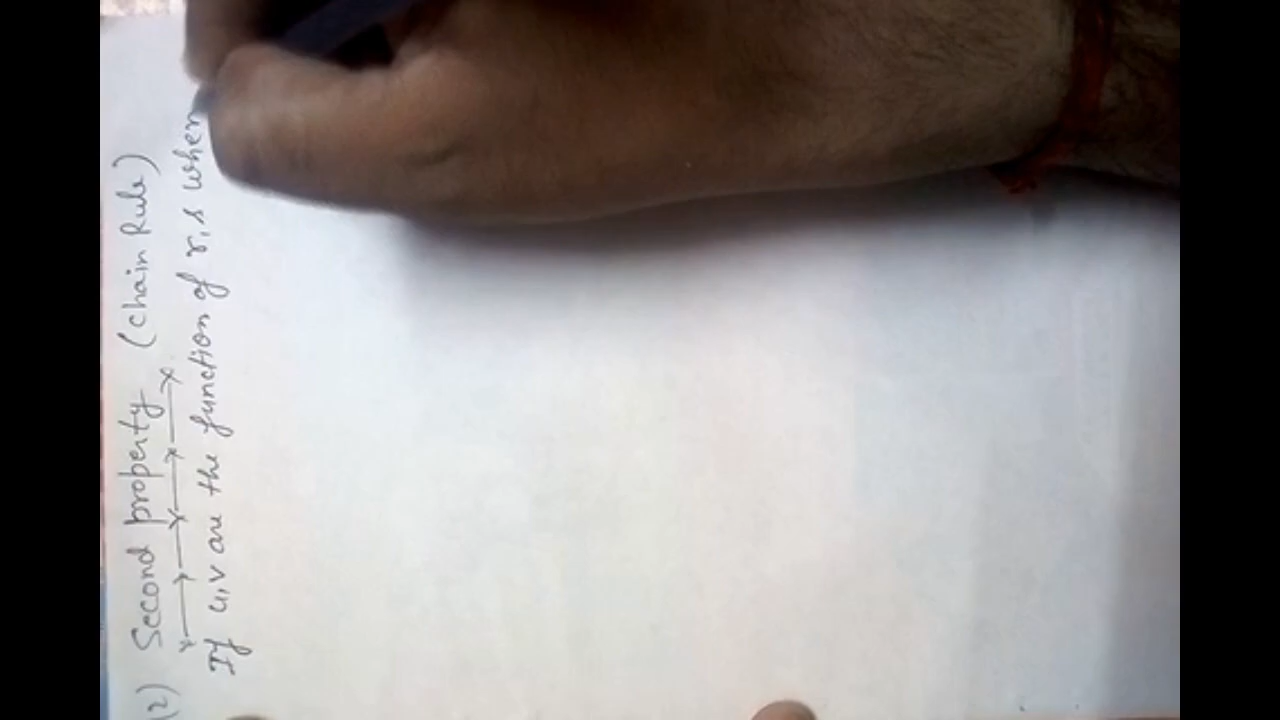 (2) Second property (chain Rule)
If u,v are the function of r,s when